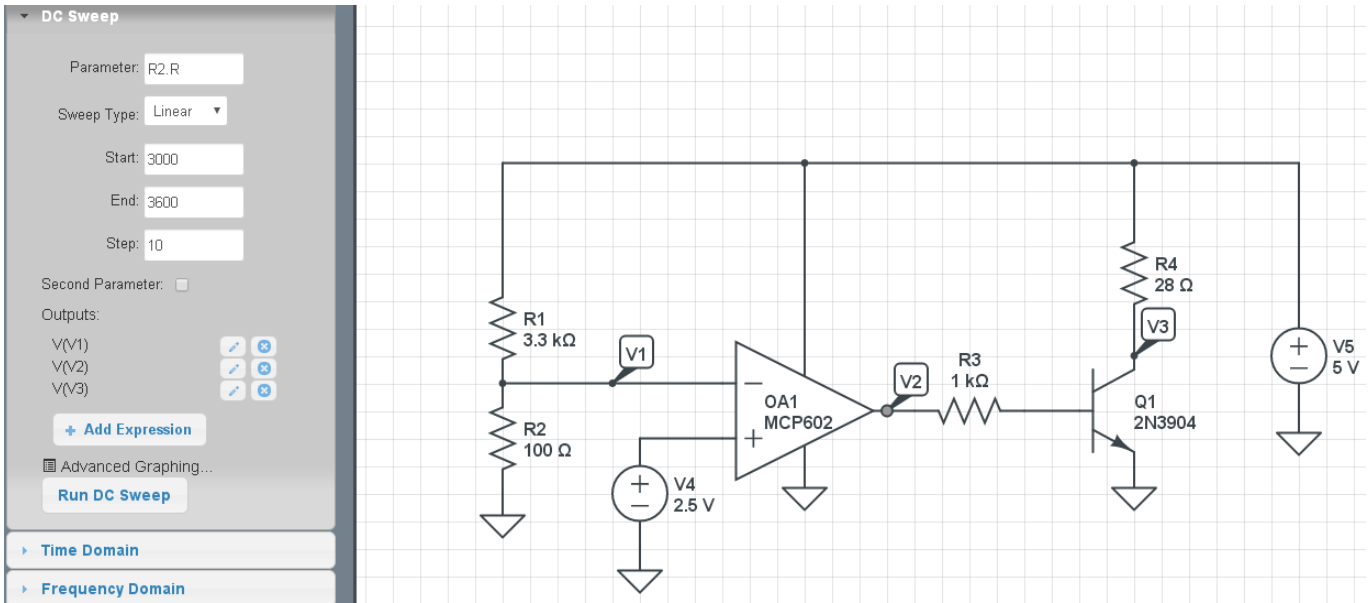 DC Sweep
Parameter: R2.R
Sweep Type: Linear
Start: 3000
End: 3600
Step: 10
Second Parameter:
Outputs:
V(V1)
V(V2)
V(V3)
+ Add Expression
Advanced Graphing...
Run DC Sweep
Time Domain
Frequency Domain
R1
3.3 kΩ
V1
R2
100 Ω
V4
2.5 V
OA1
MCP602
V2
R3
1 kΩ
R4
28 Ω
V3
Q1
2N3904
V5
5 V